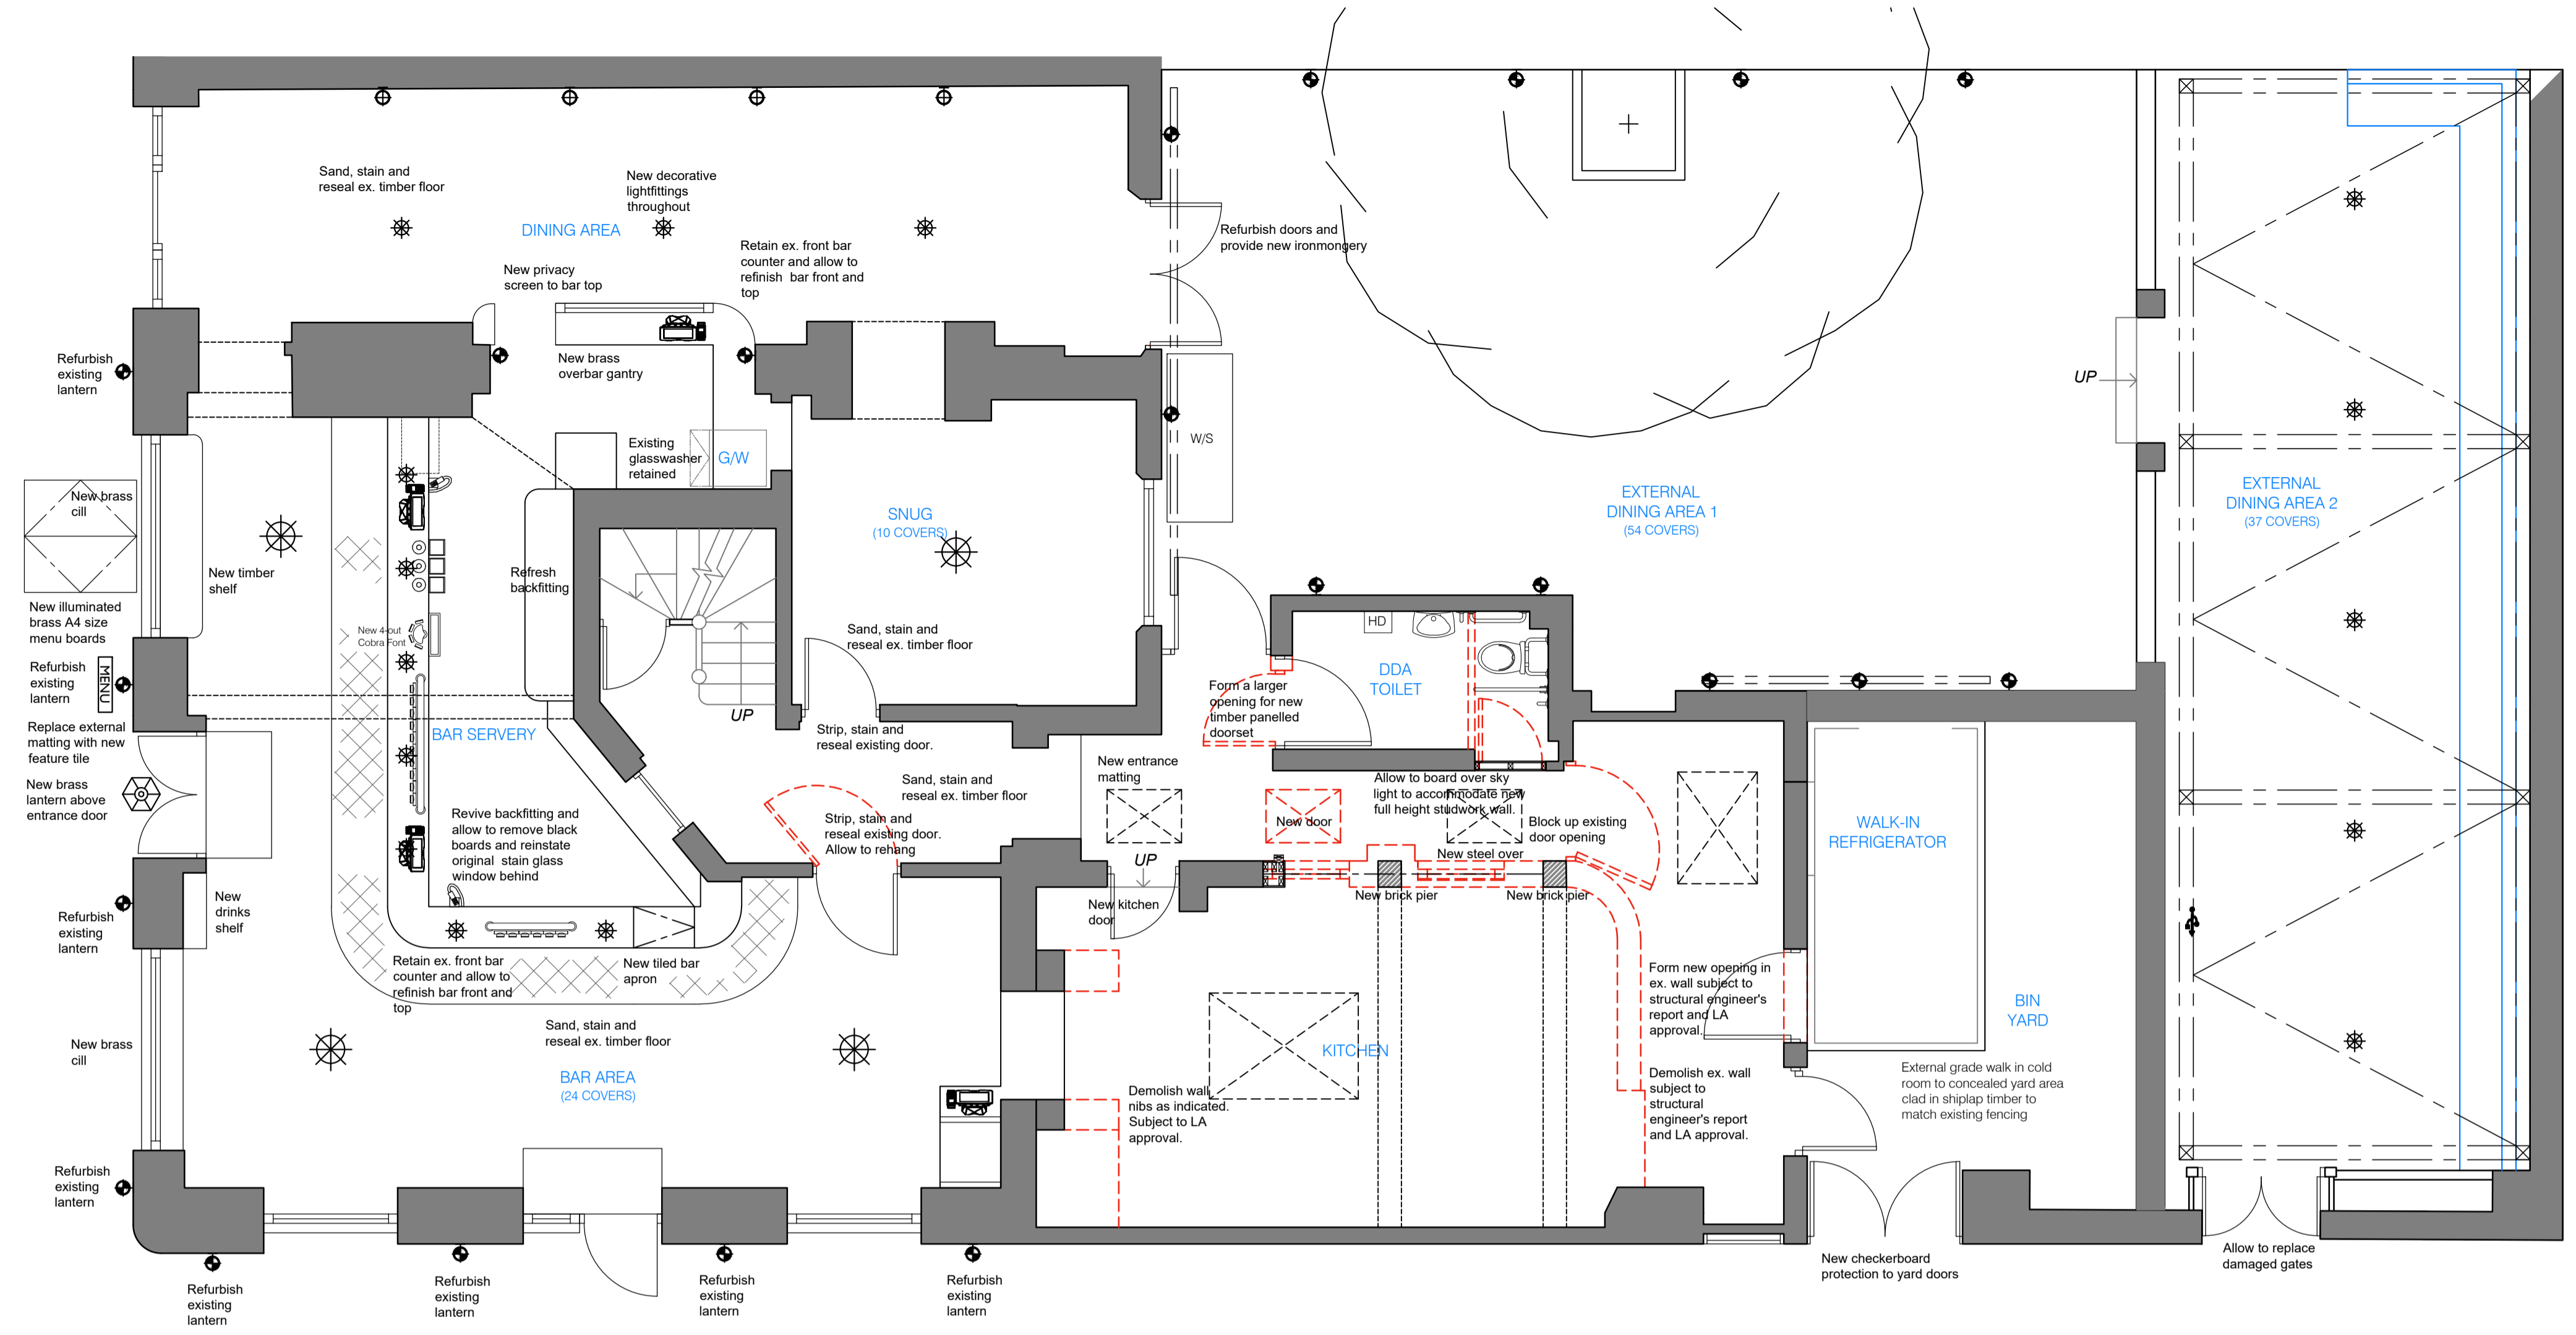 Sand, stain and
reseal ex. timber floor
New decorative
lightfittings
throughout
DINING AREA
Retain ex. front bar
counter and allow to
refinish  bar front and
top
New privacy
screen to bar top
Refurbish doors and
provide new ironmongery
Refurbish
existing
lantern
New brass
overbar gantry
UP
W/S
Existing
glasswasher
retained
G/W
New brass
cill
SNUG
(10 COVERS)
EXTERNAL
DINING AREA 1
(54 COVERS)
EXTERNAL
DINING AREA 2
(37 COVERS)
New timber
shelf
Refresh
backfitting
New illuminated
brass A4 size
menu boards
New 4-out
Cobra Font
Sand, stain and
reseal ex. timber floor
HD
DDA
TOILET
Refurbish
existing
lantern
MENU
Form a larger
opening for new
timber panelled
doorset
UP
Replace external
matting with new
feature tile
BAR SERVERY
Strip, stain and
reseal existing door.
New brass
lantern above
entrance door
New entrance
matting
Sand, stain and
reseal ex. timber floor
Allow to board over sky
light to accommodate new
full height studwork wall.
Revive backfitting and
allow to remove black
boards and reinstate
original  stain glass
window behind
Strip, stain and
reseal existing door.
Allow to rehang
New door
Block up existing
door opening
WALK-IN
REFRIGERATOR
New steel over
UP
New brick pier
New brick pier
New kitchen
door
New
drinks
shelf
Refurbish
existing
lantern
Retain ex. front bar
counter and allow to
refinish bar front and
top
New tiled bar
apron
Form new opening in
ex. wall subject to
structural engineer's
report and LA
approval.
BIN
YARD
Sand, stain and
reseal ex. timber floor
New brass
cill
KITCHEN
BAR AREA
(24 COVERS)
Demolish wall
nibs as indicated.
Subject to LA
approval.
Demolish ex. wall
subject to
structural
engineer's report
and LA approval.
External grade walk in cold
room to concealed yard area
clad in shiplap timber to
match existing fencing
Refurbish
existing
lantern
Refurbish
existing
lantern
Refurbish
existing
lantern
Refurbish
existing
lantern
Refurbish
existing
lantern
New checkerboard
protection to yard doors
Allow to replace
damaged gates